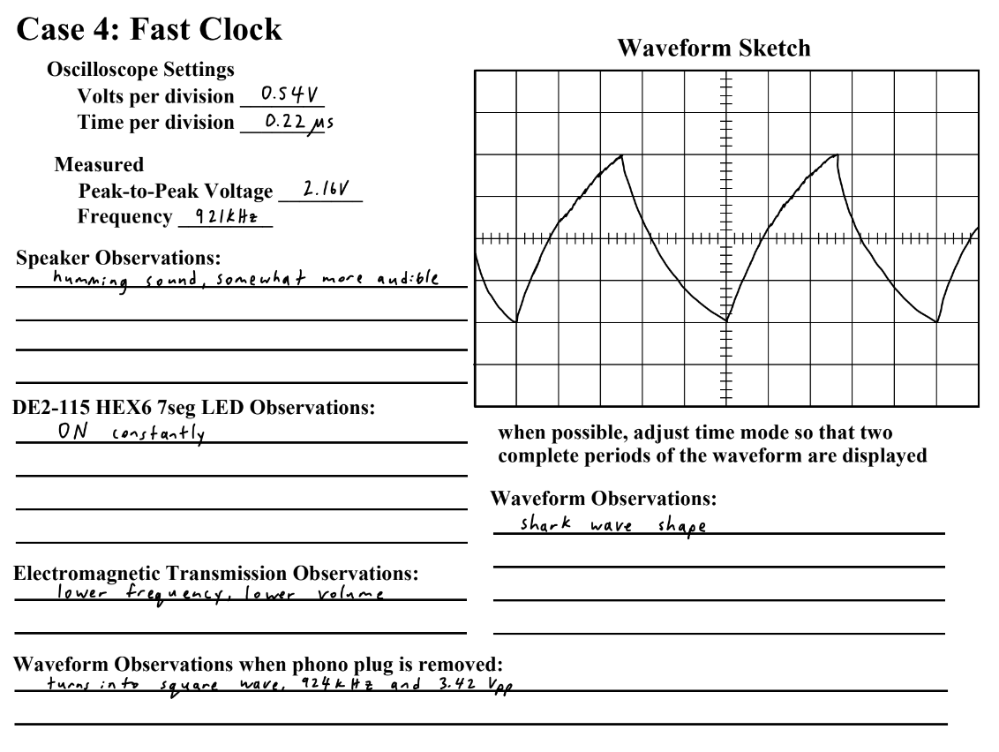 Case 4: Fast Clock
Oscilloscope Settings
Volts per division 0.54V
Time per division 0.22 μs
Measured
Peak-to-Peak Voltage 2.16V
Frequency 921kHz
Speaker Observations:
humming sound, somewhat more audible
DE2-115 HEX6 7seg LED Observations:
ON constantly
Electromagnetic Transmission Observations:
lower frequency, lower volume
Waveform Sketch
when possible, adjust time mode so that two
complete periods of the waveform are displayed
Waveform Observations:
shark wave shape
Waveform Observations when phono plug is removed:
turns into square wave, 924kHz and 3.42 Vpp